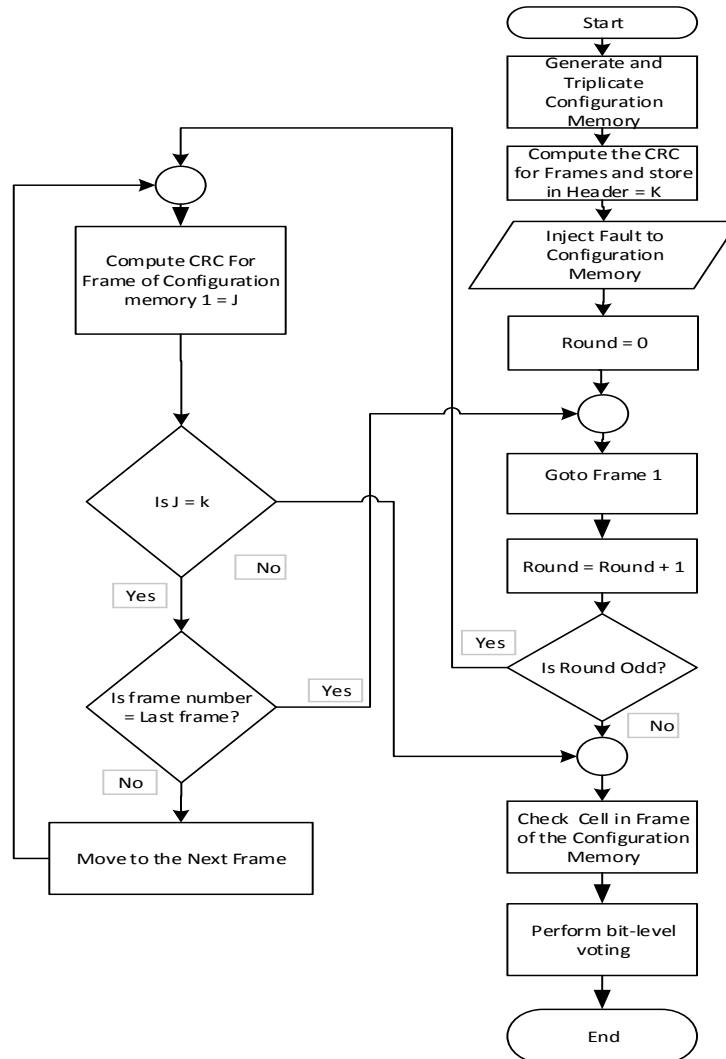 Start
Generate and
Triplicate
Configuration
Memory
Compute the CRC
for Frames and store
in Header = K
Inject Fault to
Configuration
Memory
Round = 0
Goto Frame 1
Round = Round + 1
Is Round Odd?
Yes
No
Check Cell in Frame
of the Configuration
Memory
Perform bit-level
voting
End
Compute CRC For
Frame of Configuration
memory 1 = J
Is J = k
No
Yes
Is frame number
= Last frame?
Yes
No
Move to the Next Frame